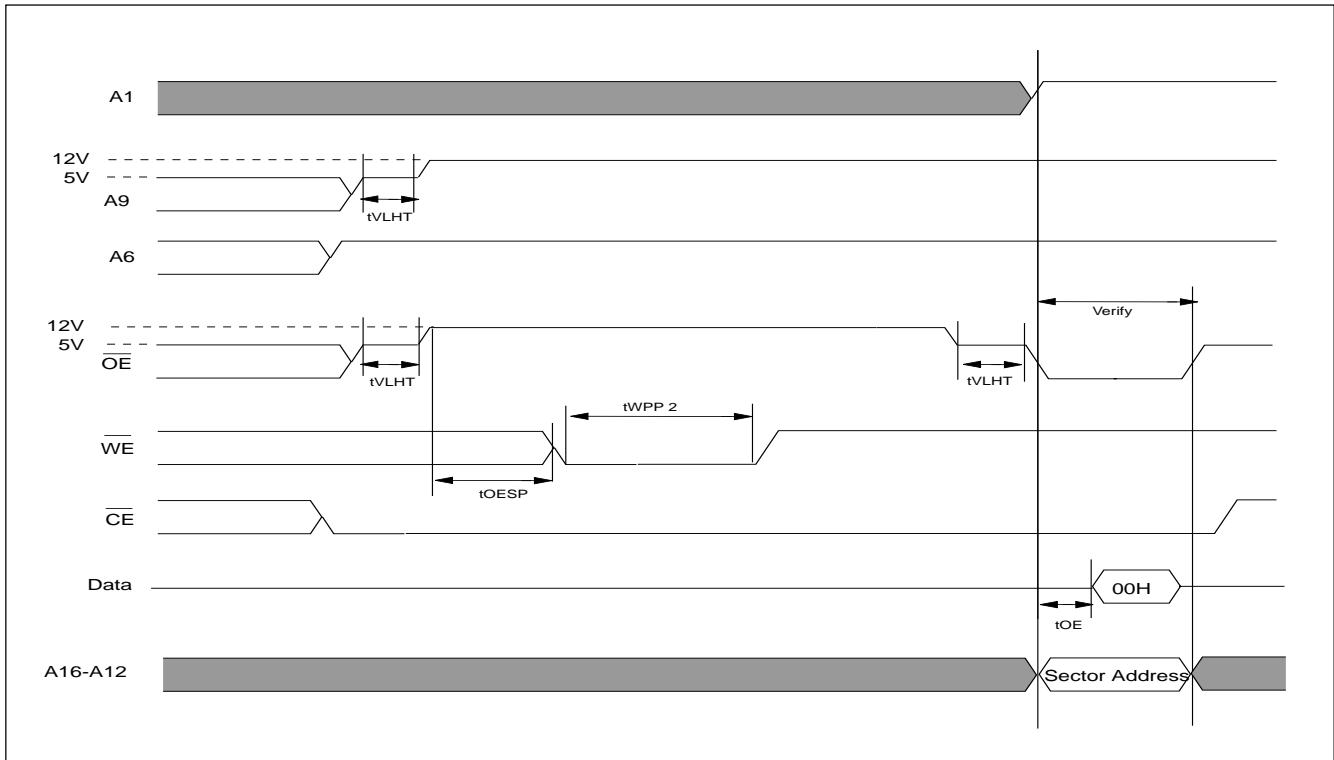 A1
12V
5V
A9
tVLHT
A6
12V
5V
OE
tVLHT
tVLHT
Verify
tWPP 2
WE
tOESP
CE
Data
00H
tOE
A16-A12
Sector Address